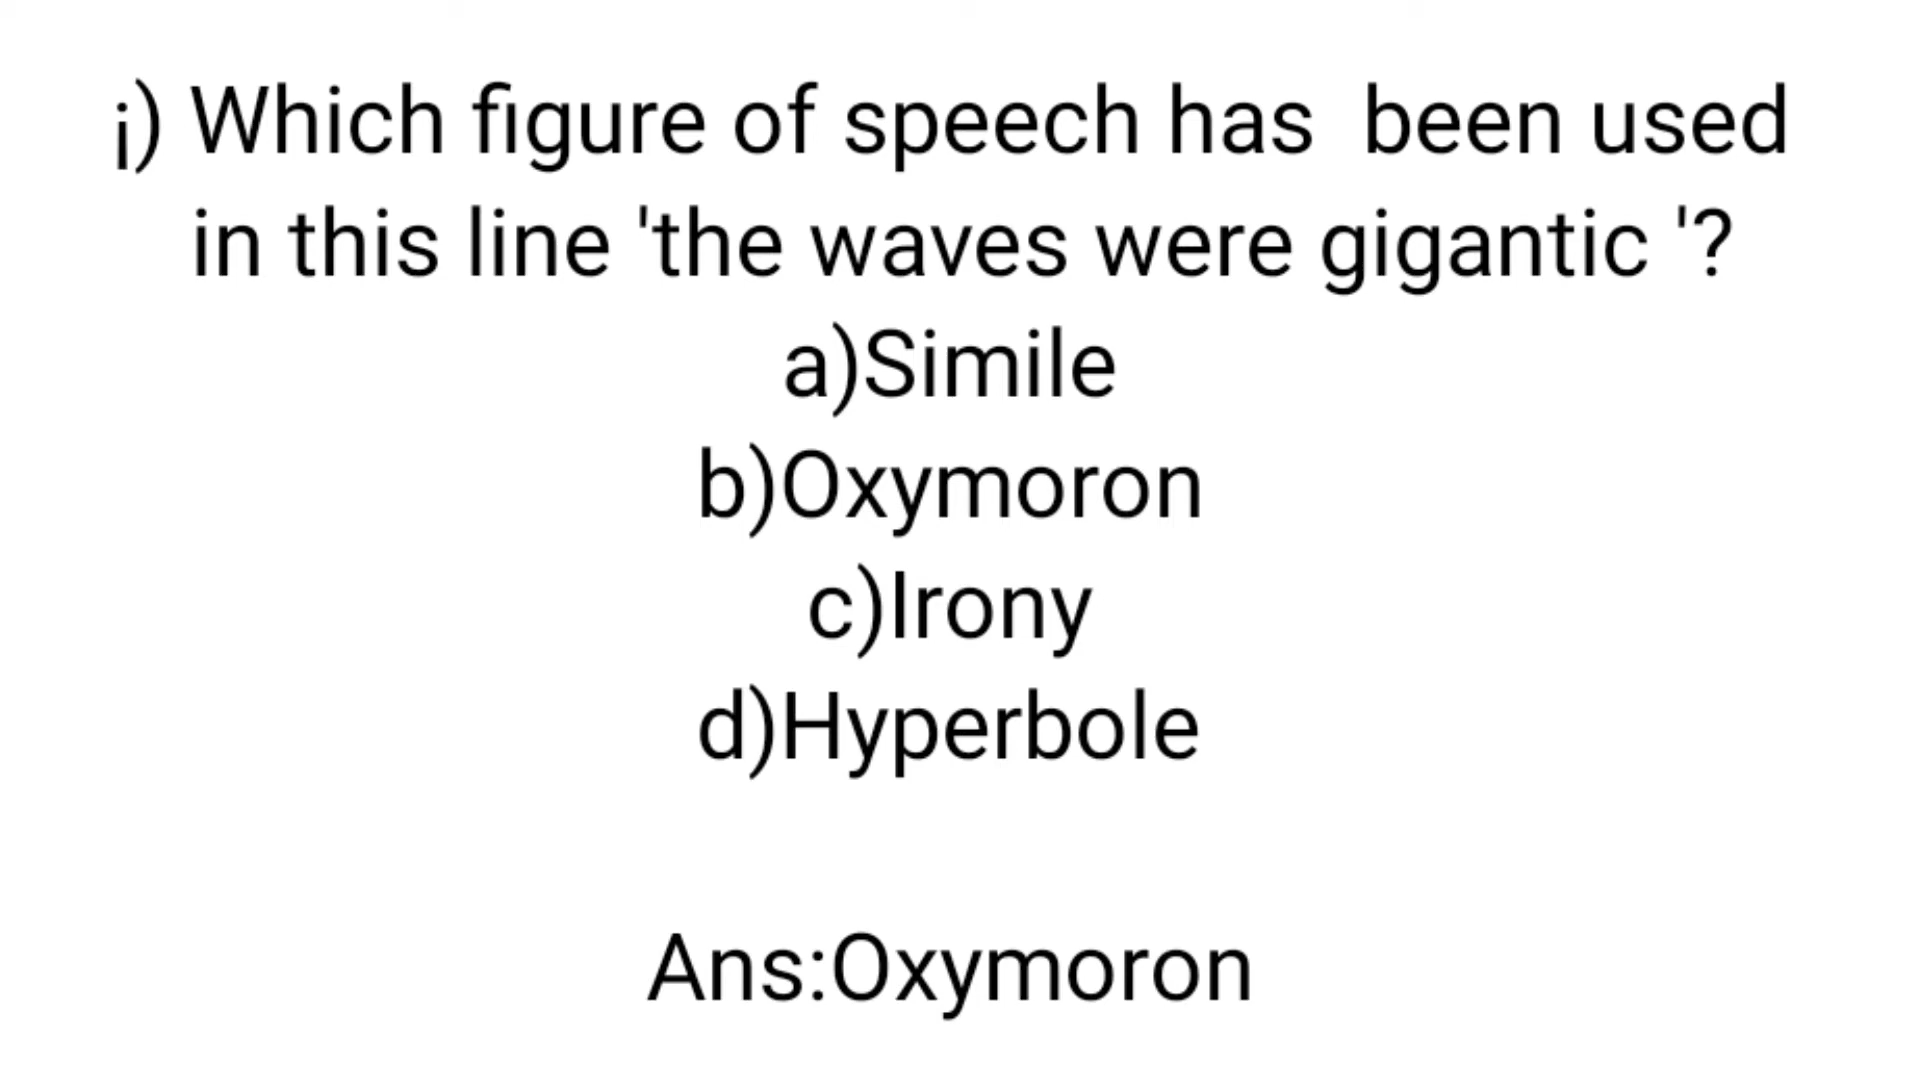 i) Which figure of speech has  been used
in this line 'the waves were gigantic '?
a)Simile
b)Oxymoron
c)Irony
d)Hyperbole
Ans:Oxymoron